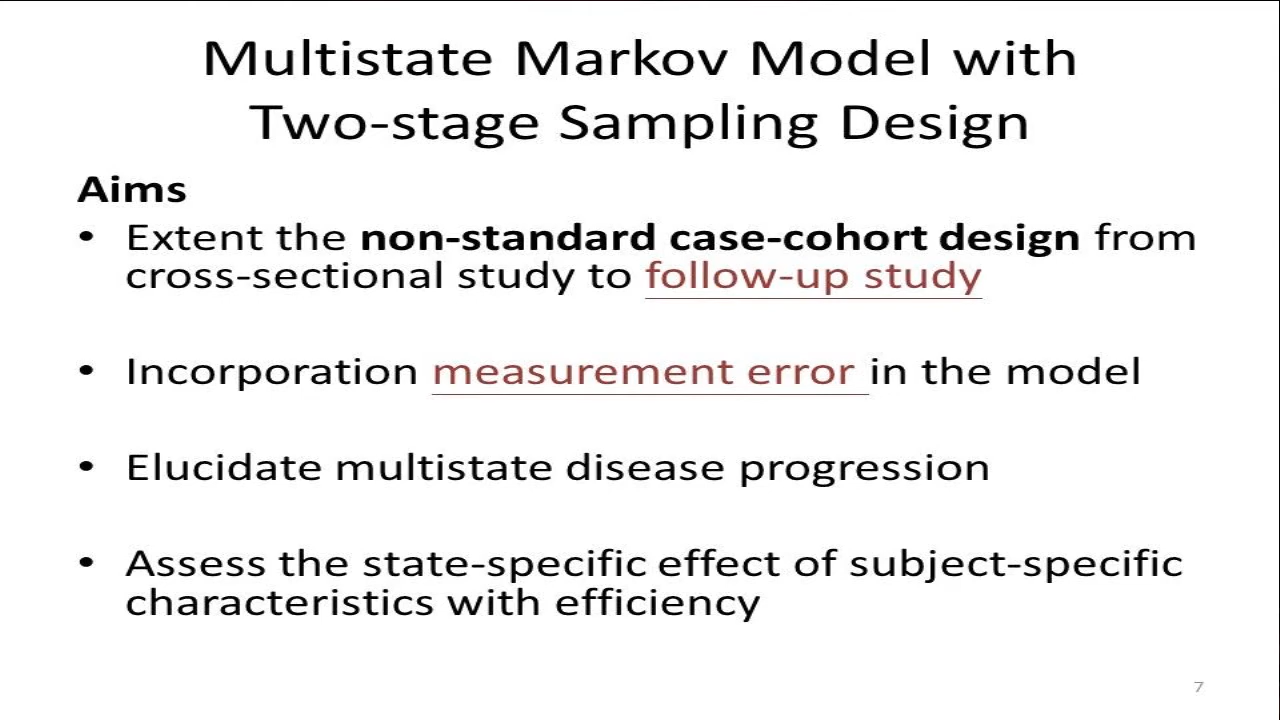 Multistate Markov Model with
Two-stage Sampling Design
Aims
• Extent the non-standard case-cohort design from
cross-sectional study to follow-up study
• Incorporation measurement error in the model
• Elucidate multistate disease progression
• Assess the state-specific effect of subject-specific
characteristics with efficiency
7